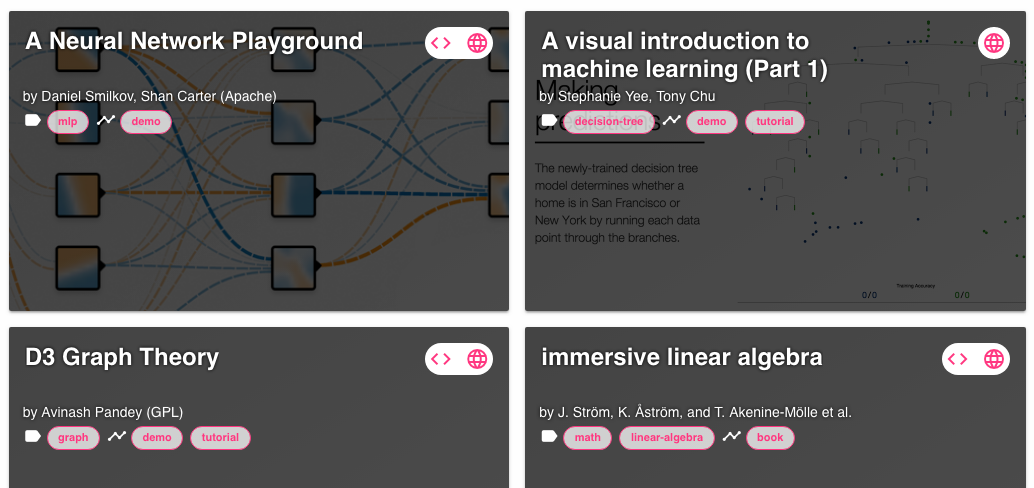 A Neural Network Playground
by Daniel Smilkov, Shan Carter (Apache)
mlp demo
A visual introduction to
machine learning (Part 1)
Making
by Stephanie Yee, Tony Chu
predictions
decision-tree demo tutorial
The newly-trained decision tree
model determines whether a
home is in San Francisco or
New York by running each data
point through the branches.
Training Accuracy
0/0 0/0
D3 Graph Theory
by Avinash Pandey (GPL)
graph demo tutorial
immersive linear algebra
by J. Ström, K. Åström, and T. Akenine-Mölle et al.
math linear-algebra book